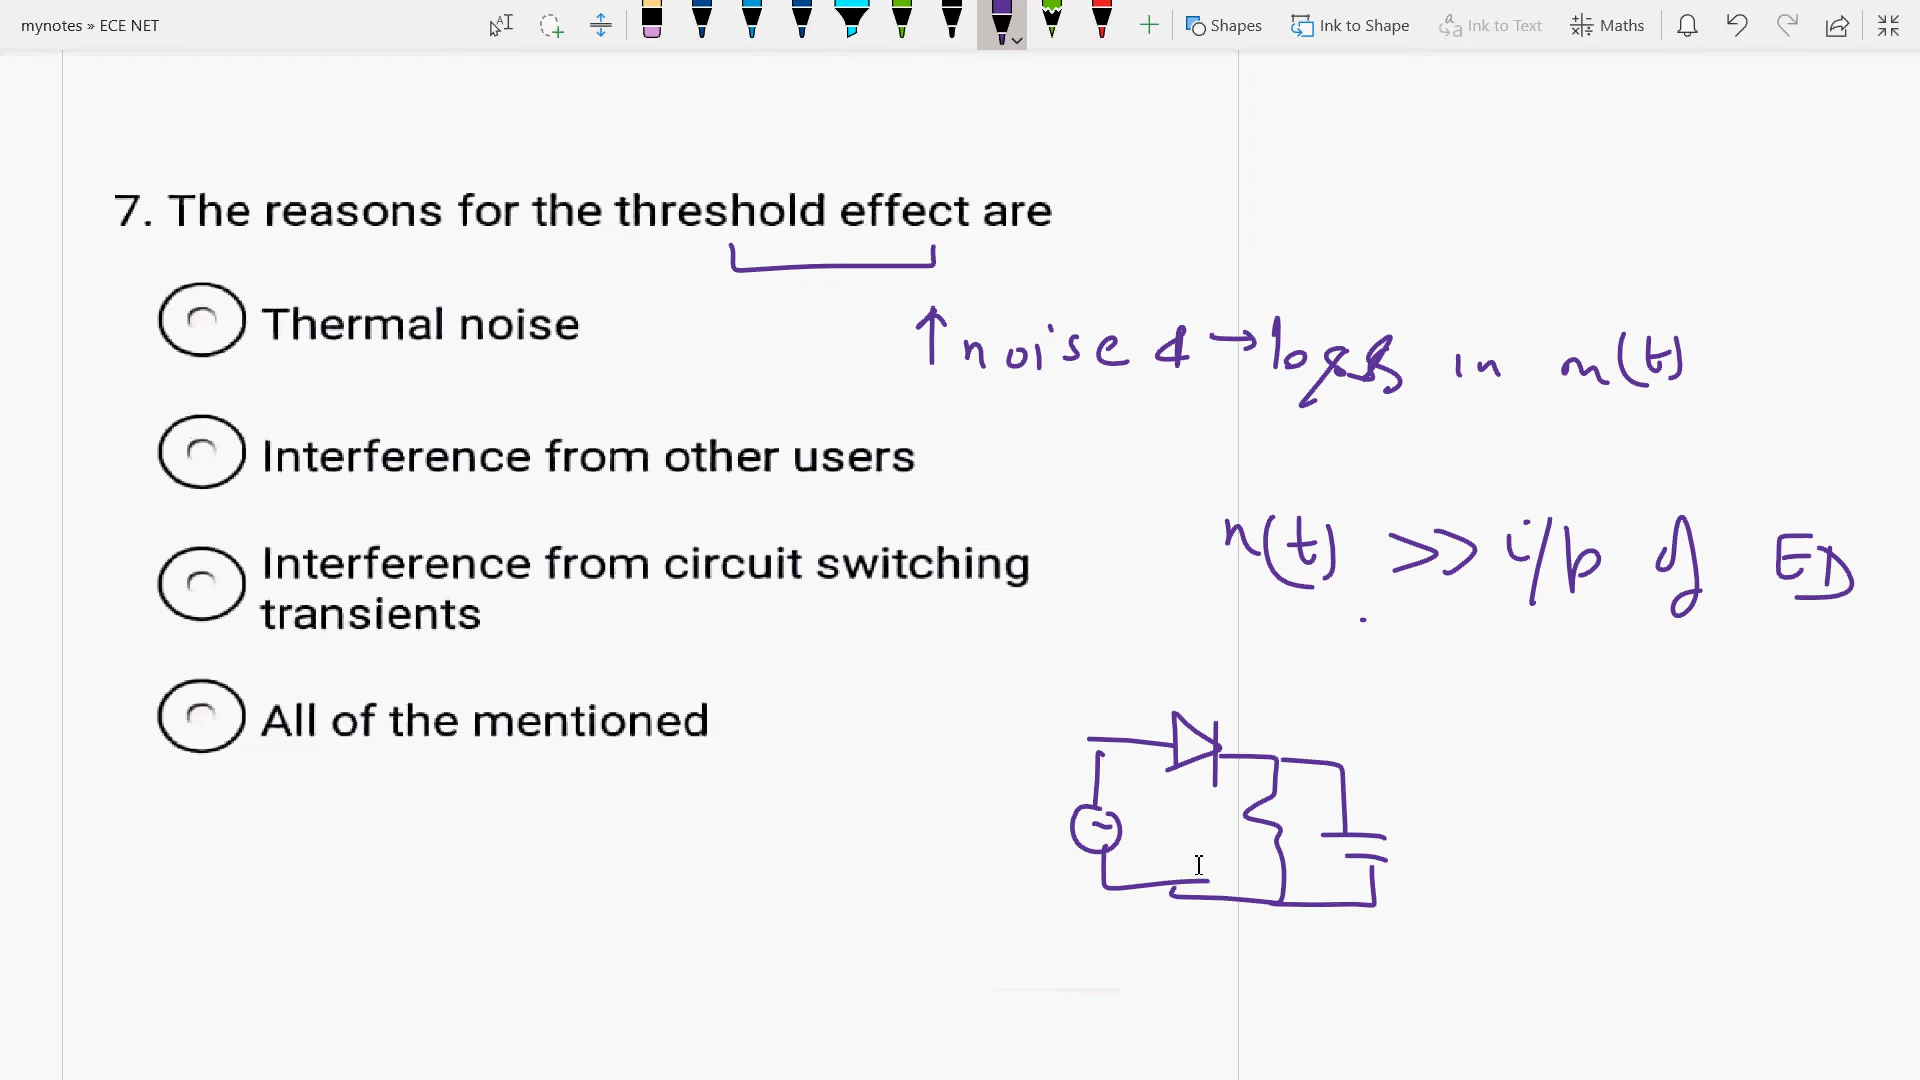 mynotes » ECE NET
Shapes
Ink to Shape
Ink to Text
Maths
7. The reasons for the threshold effect are
Thermal noise
↑ noise → loss in m(t)
Interference from other users
n(t) >> i/p of ED
Interference from circuit switching
transients
All of the mentioned